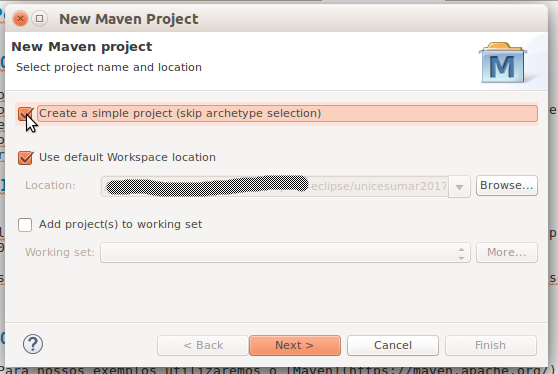 New Maven Project
New Maven project
Select project name and location
M
Create a simple project (skip archetype selection)
Use default Workspace location
Location: eclipse/unicesumar2017 Browse...
Add project(s) to working set
Working set: More...
? < Back Next > Cancel Finish
Para nossos exemplos utilizaremos o [Maven](https://maven.apache.org/)